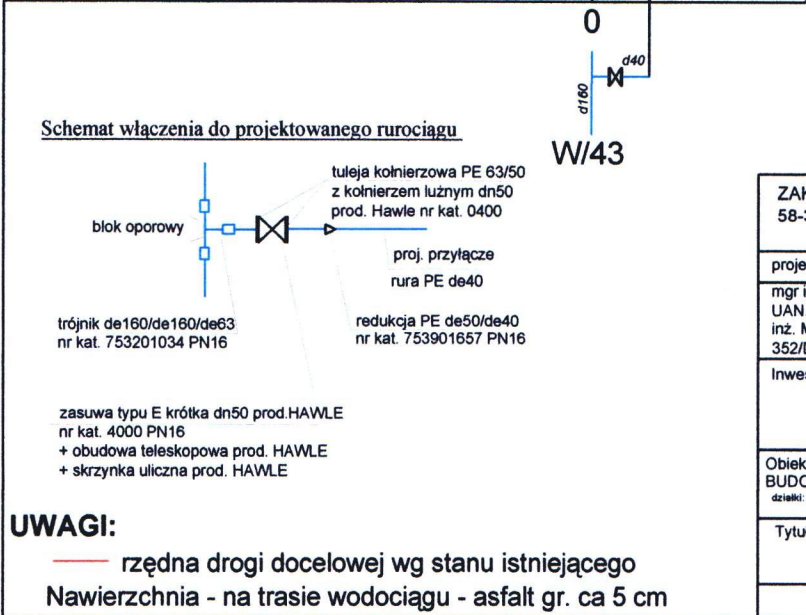 0
d40
d160
W/43
Schemat włączenia do projektowanego rurociągu
tuleja kołnierzowa PE 63/50
z kołnierzem luźnym dn50
prod. Hawle nr kat. 0400
blok oporowy
proj. przyłącze
rura PE de40
trójnik de160/de160/de63
nr kat. 753201034 PN16
redukcja PE de50/de40
nr kat. 753901657 PN16
zasuwa typu E krótka dn50 prod.HAWLE
nr kat. 4000 PN16
+ obudowa teleskopowa prod. HAWLE
+ skrzynka uliczna prod. HAWLE
UWAGI:
rzędna drogi docelowej wg stanu istniejącego
Nawierzchnia - na trasie wodociągu - asfalt gr. ca 5 cm
58-3
proje
mgr i
UAN.
inż. M
352/
Inwes
Obiek
BUDO
działki:
Tytu